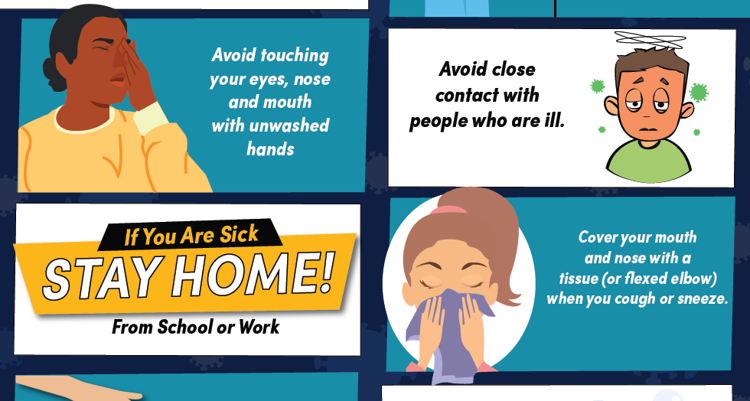 Avoid touching
your eyes, nose
and mouth
with unwashed
hands
Avoid close
contact with
people who are ill.
If You Are Sick
STAY HOME!
From School or Work
Cover your mouth
and nose with a
tissue (or flexed elbow)
when you cough or sneeze.